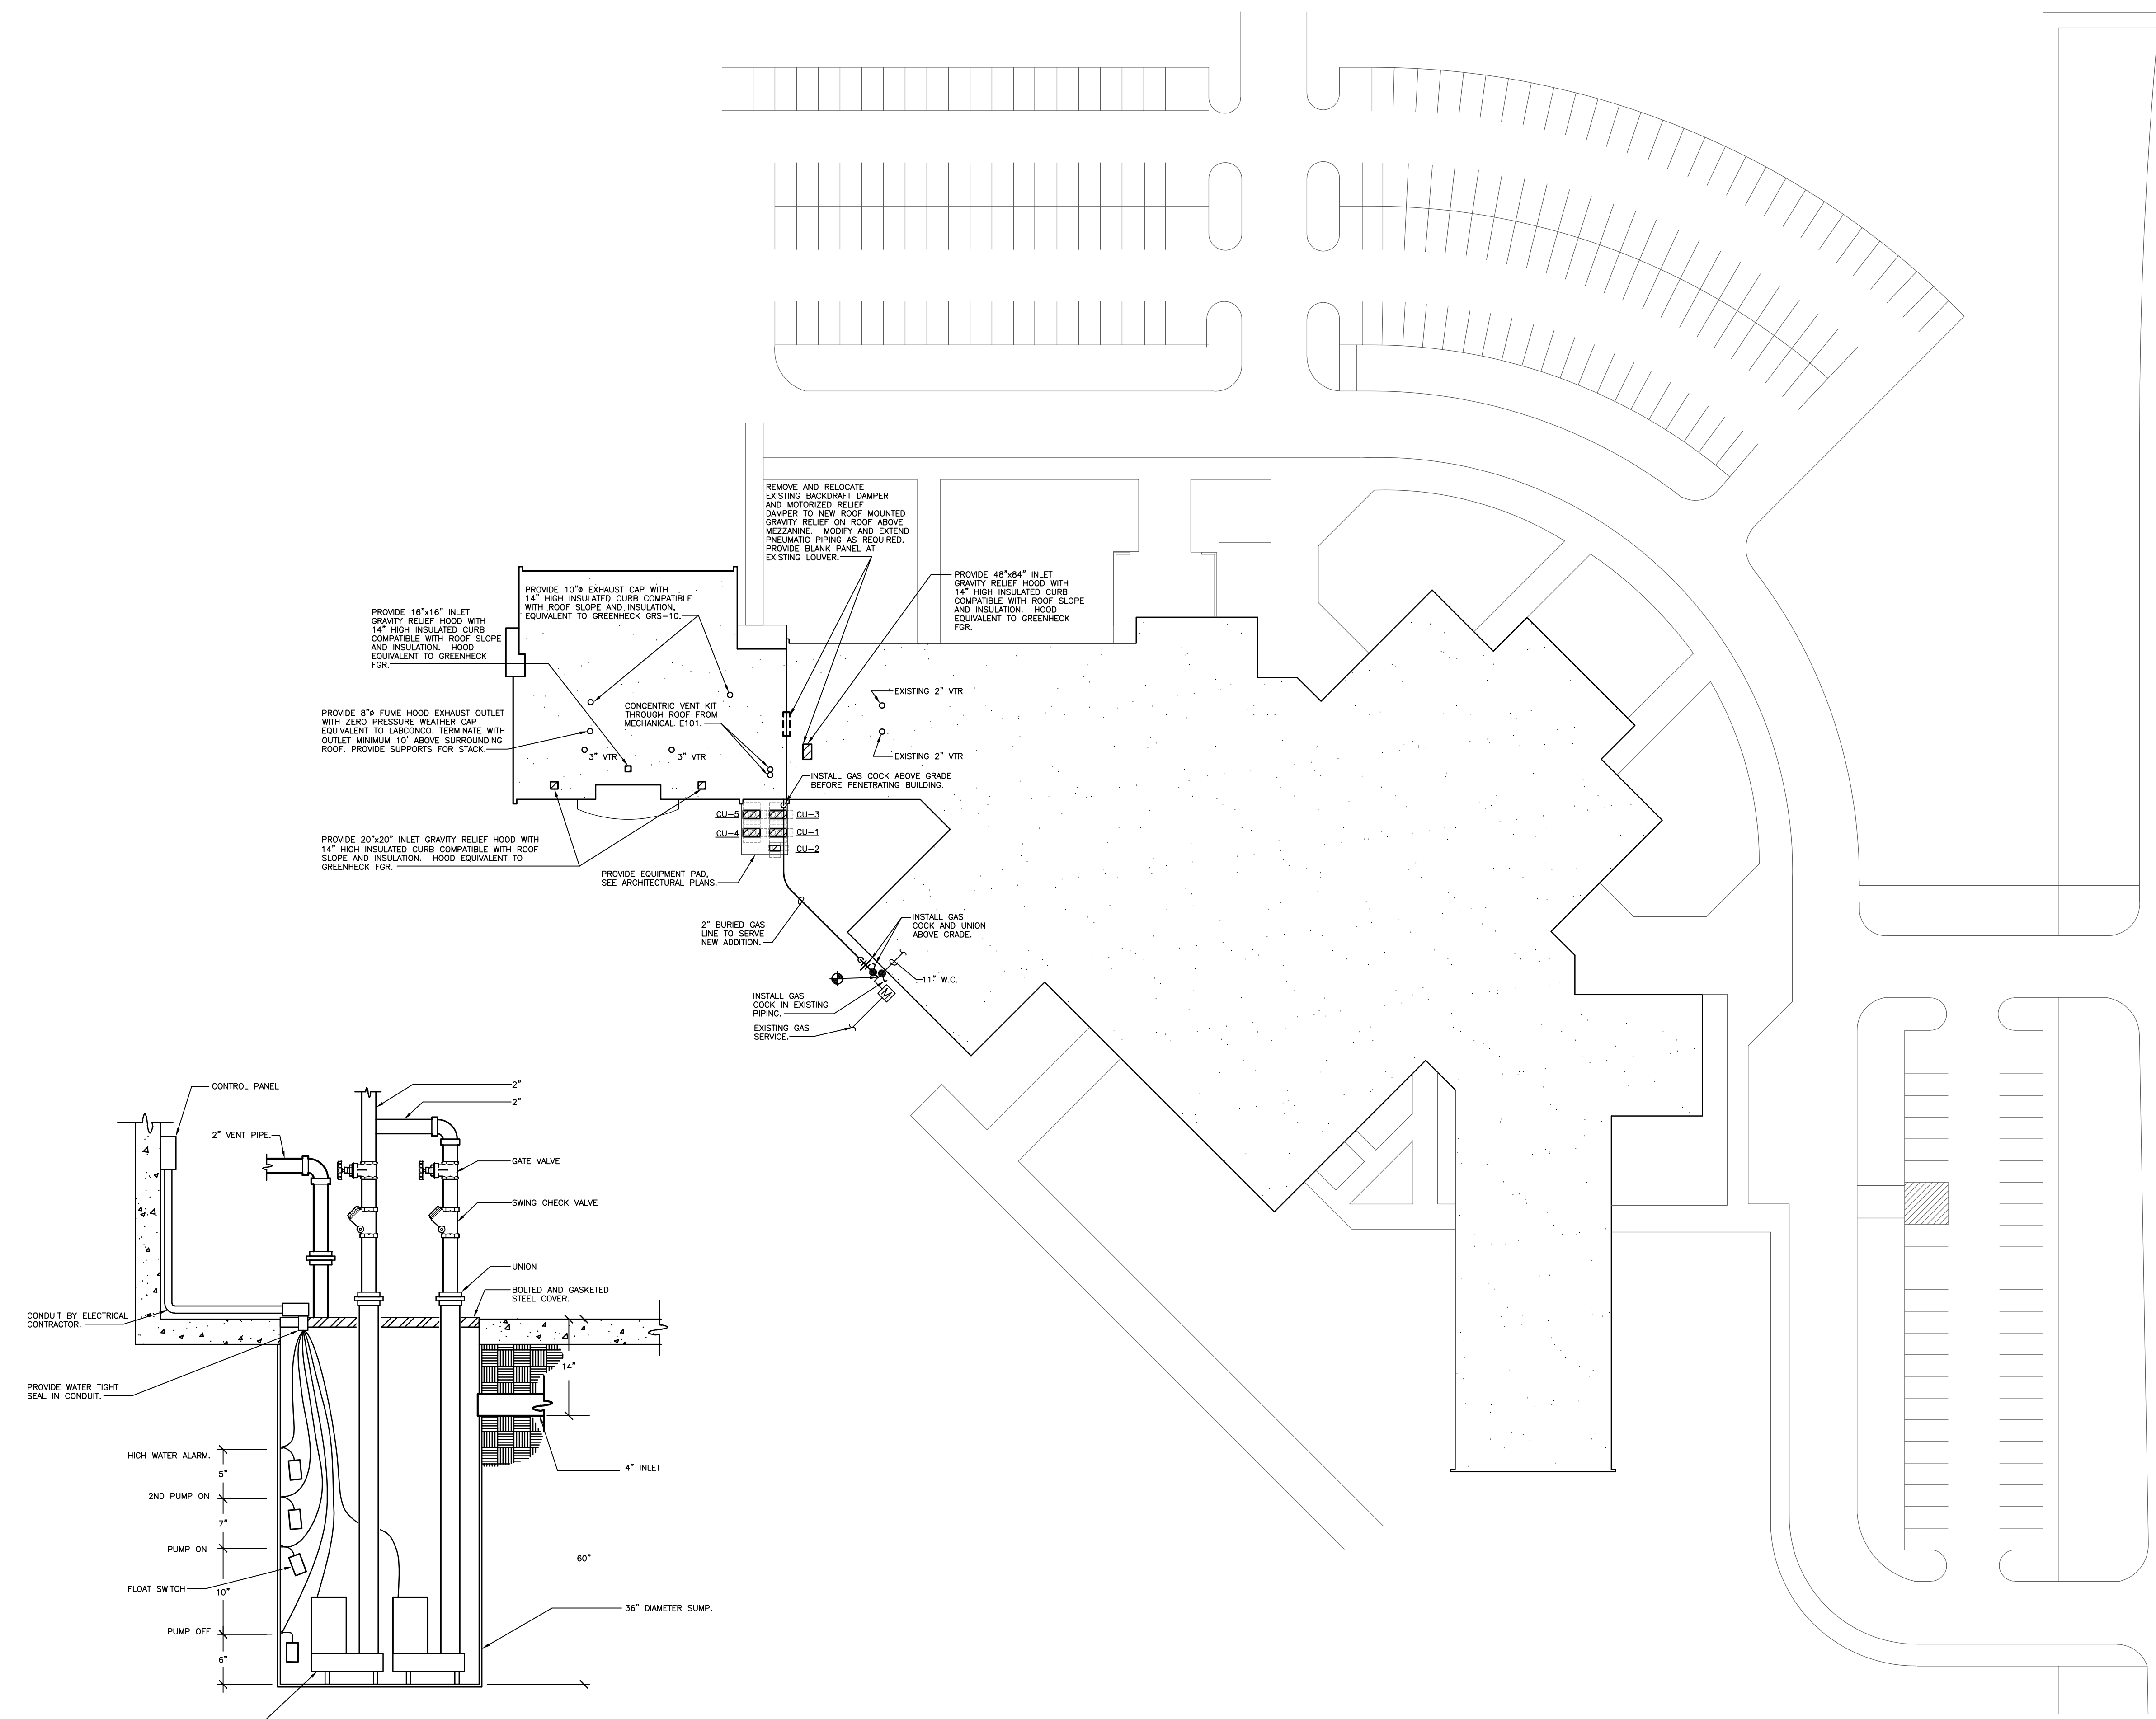 REMOVE AND RELOCATE
EXISTING BACKDRAFT DAMPER
AND MOTORIZED RELIEF
DAMPER TO NEW ROOF MOUNTED
GRAVITY RELIEF ON ROOF ABOVE
MEZZANINE. MODIFY AND EXTEND
PNEUMATIC PIPING AS REQUIRED.
PROVIDE BLANK PANEL AT
EXISTING LOUVER.
PROVIDE 48"x84" INLET
GRAVITY RELIEF HOOD WITH
14" HIGH INSULATED CURB
COMPATIBLE WITH ROOF SLOPE
AND INSULATION. HOOD
EQUIVALENT TO GREENHECK
FGR.
PROVIDE 10"ø EXHAUST CAP WITH
14" HIGH INSULATED CURB COMPATIBLE
WITH ROOF SLOPE AND INSULATION,
EQUIVALENT TO GREENHECK GRS-10.
PROVIDE 16"x16" INLET
GRAVITY RELIEF HOOD WITH
14" HIGH INSULATED CURB
COMPATIBLE WITH ROOF SLOPE
AND INSULATION. HOOD
EQUIVALENT TO GREENHECK
FGR.
EXISTING 2" VTR
CONCENTRIC VENT KIT
THROUGH ROOF FROM
MECHANICAL E101.
PROVIDE 8"ø FUME HOOD EXHAUST OUTLET
WITH ZERO PRESSURE WEATHER CAP
EQUIVALENT TO LABCONCO. TERMINATE WITH
OUTLET MINIMUM 10' ABOVE SURROUNDING
ROOF. PROVIDE SUPPORTS FOR STACK.
3" VTR
3" VTR
EXISTING 2" VTR
INSTALL GAS COCK ABOVE GRADE
BEFORE PENETRATING BUILDING.
CU-5
CU-3
CU-4
CU-1
CU-2
PROVIDE 20"x20" INLET GRAVITY RELIEF HOOD WITH
14" HIGH INSULATED CURB COMPATIBLE WITH ROOF
SLOPE AND INSULATION. HOOD EQUIVALENT TO
GREENHECK FGR.
PROVIDE EQUIPMENT PAD,
SEE ARCHITECTURAL PLANS.
2" BURIED GAS
LINE TO SERVE
NEW ADDITION.
INSTALL GAS
COCK AND UNION
ABOVE GRADE.
11" W.C.
M
INSTALL GAS
COCK IN EXISTING
PIPING.
EXISTING GAS
SERVICE.
CONTROL PANEL
2"
2"
2" VENT PIPE.
GATE VALVE
SWING CHECK VALVE
UNION
BOLTED AND GASKETED
STEEL COVER.
CONDUIT BY ELECTRICAL
CONTRACTOR.
14"
PROVIDE WATER TIGHT
SEAL IN CONDUIT.
HIGH WATER ALARM.
5"
4" INLET
2ND PUMP ON
7"
PUMP ON
60"
FLOAT SWITCH
10"
36" DIAMETER SUMP.
PUMP OFF
6"